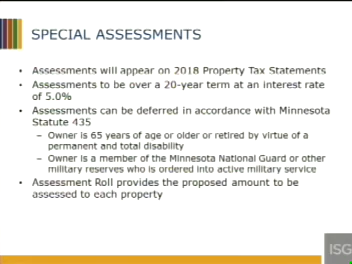 SPECIAL ASSESSMENTS
• Assessments will appear on 2018 Property Tax Statements
• Assessments to be over a 20-year term at an interest rate
of 5.0%
• Assessments can be deferred in accordance with Minnesota
Statute 435
– Owner is 65 years of age or older or retired by virtue of a
permanent and total disability
– Owner is a member of the Minnesota National Guard or other
military reserves who is ordered into active military service
• Assessment Roll provides the proposed amount to be
assessed to each property
ISG